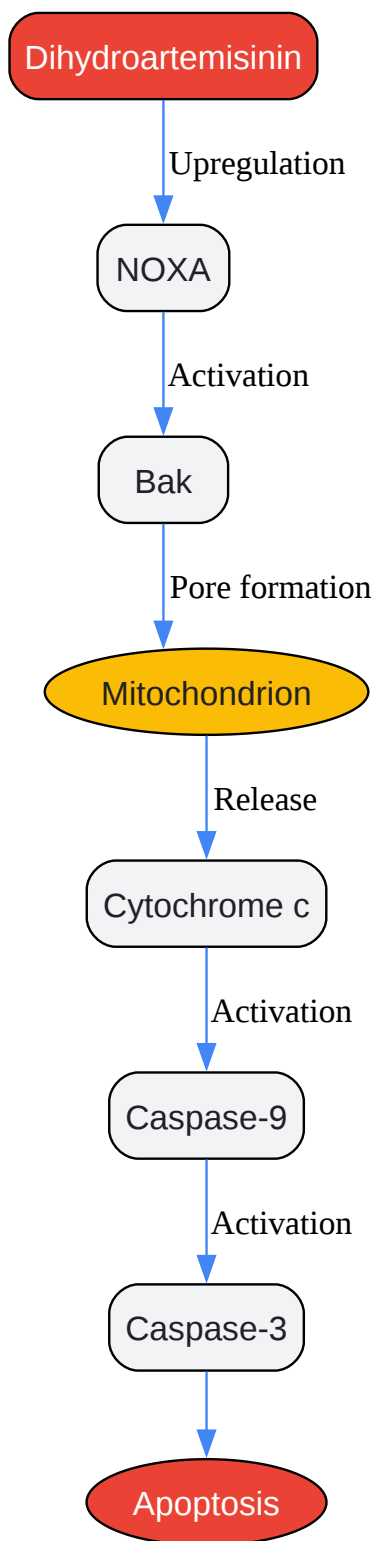 Dihydroartemisinin
Upregulation
NOXA
Activation
Bak
Pore formation
Mitochondrion
Release
Cytochrome c
Activation
Caspase-9
Activation
Caspase-3
Apoptosis